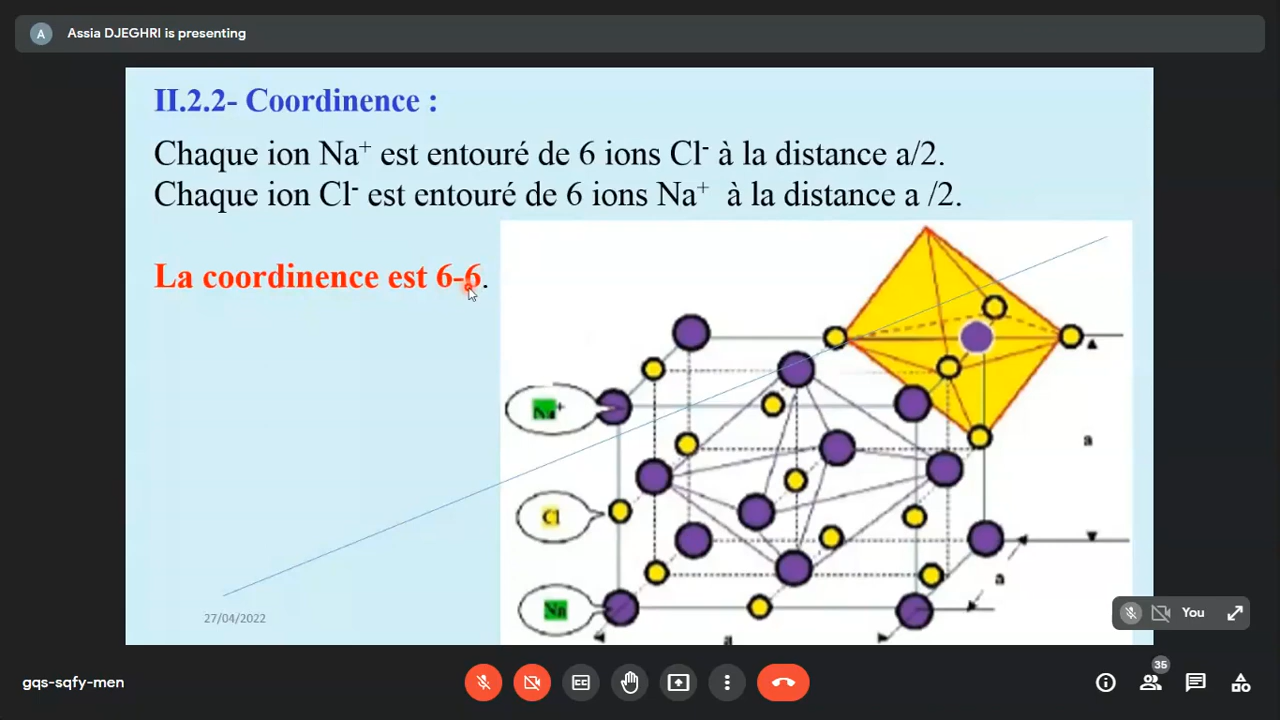 A
Assia DJEGHRI is presenting
II.2.2- Coordinence :
Chaque ion Na⁺ est entouré de 6 ions Cl⁻ à la distance a/2.
Chaque ion Cl⁻ est entouré de 6 ions Na⁺ à la distance a /2.
La coordinence est 6-6.
Na⁺
a
Cl
a
Na
a
27/04/2022
You
gqs-sqfy-men
CC
35